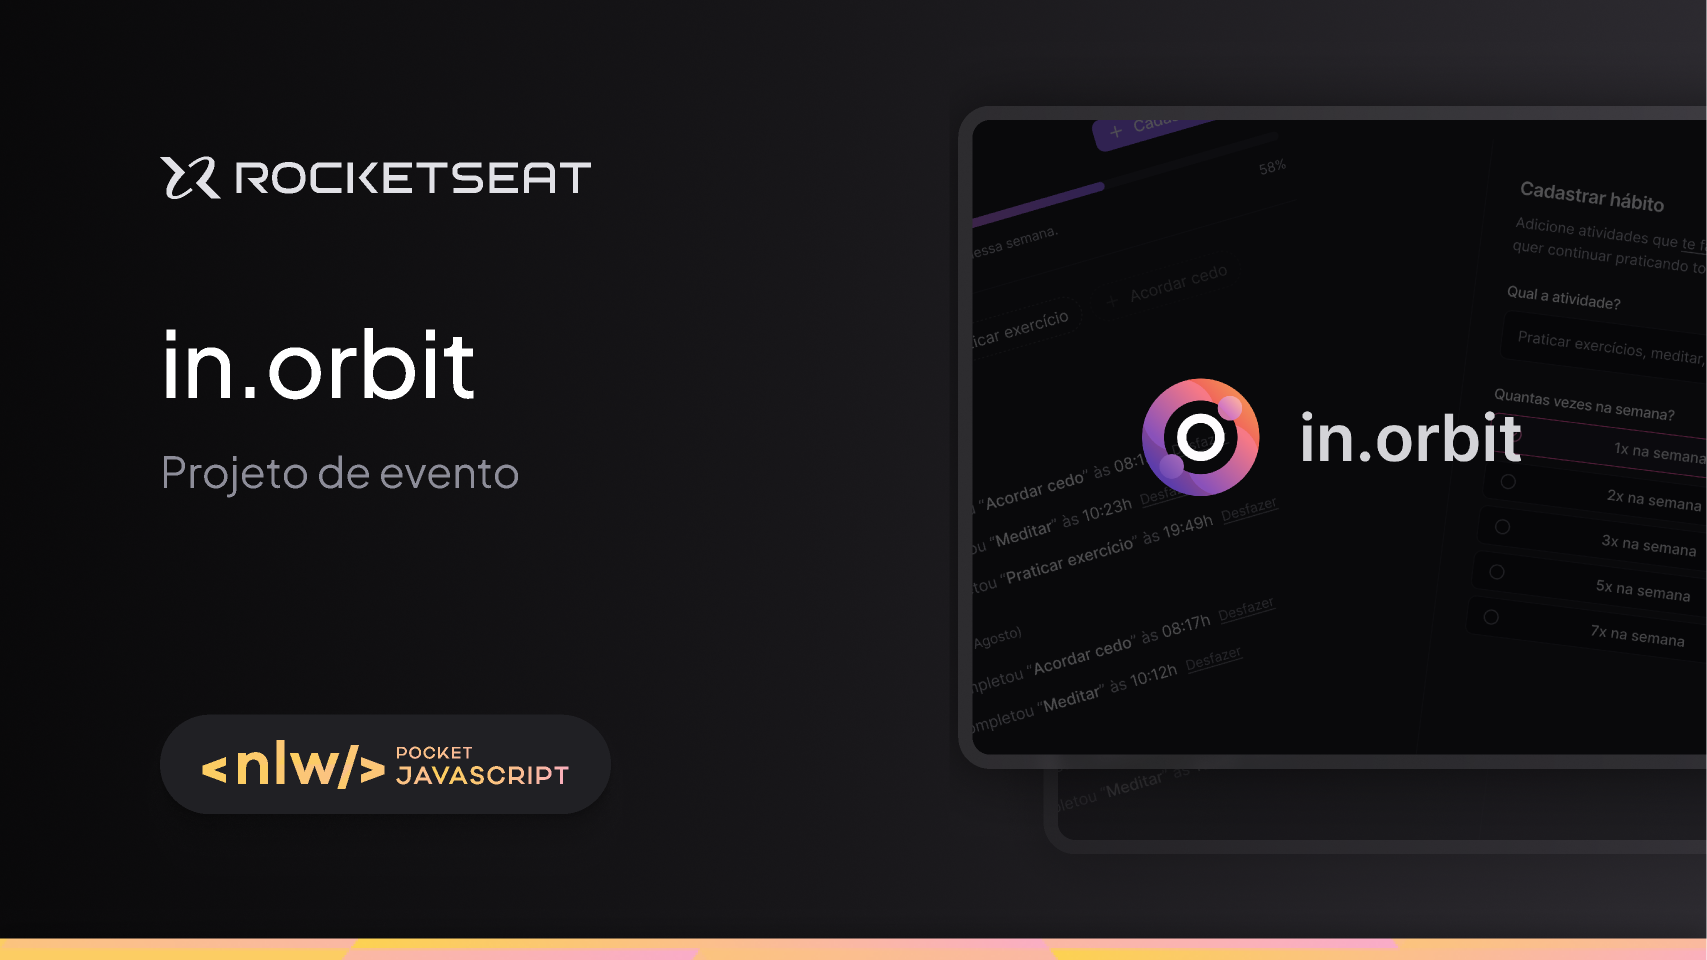 ROCKETSEAT
in.orbit
Projeto de evento
<nlw/> POCKET
JAVASCRIPT
+ Cadas
58%
essa semana.
+ Acordar cedo
icar exercício
"Acordar cedo" às 08:1
"Meditar" às 10:23h Desfazer
tou "Praticar exercício" às 19:49h Desfazer
Agosto)
mpletou "Acordar cedo" às 08:17h Desfazer
ompletou "Meditar" às 10:12h Desfazer
in.orbit
Cadastrar hábito
Adicione atividades que te f
quer continuar praticando to
Qual a atividade?
Praticar exercícios, meditar,
Quantas vezes na semana?
1x na semana
2x na semana
3x na semana
5x na semana
7x na semana
letou "Meditar" às